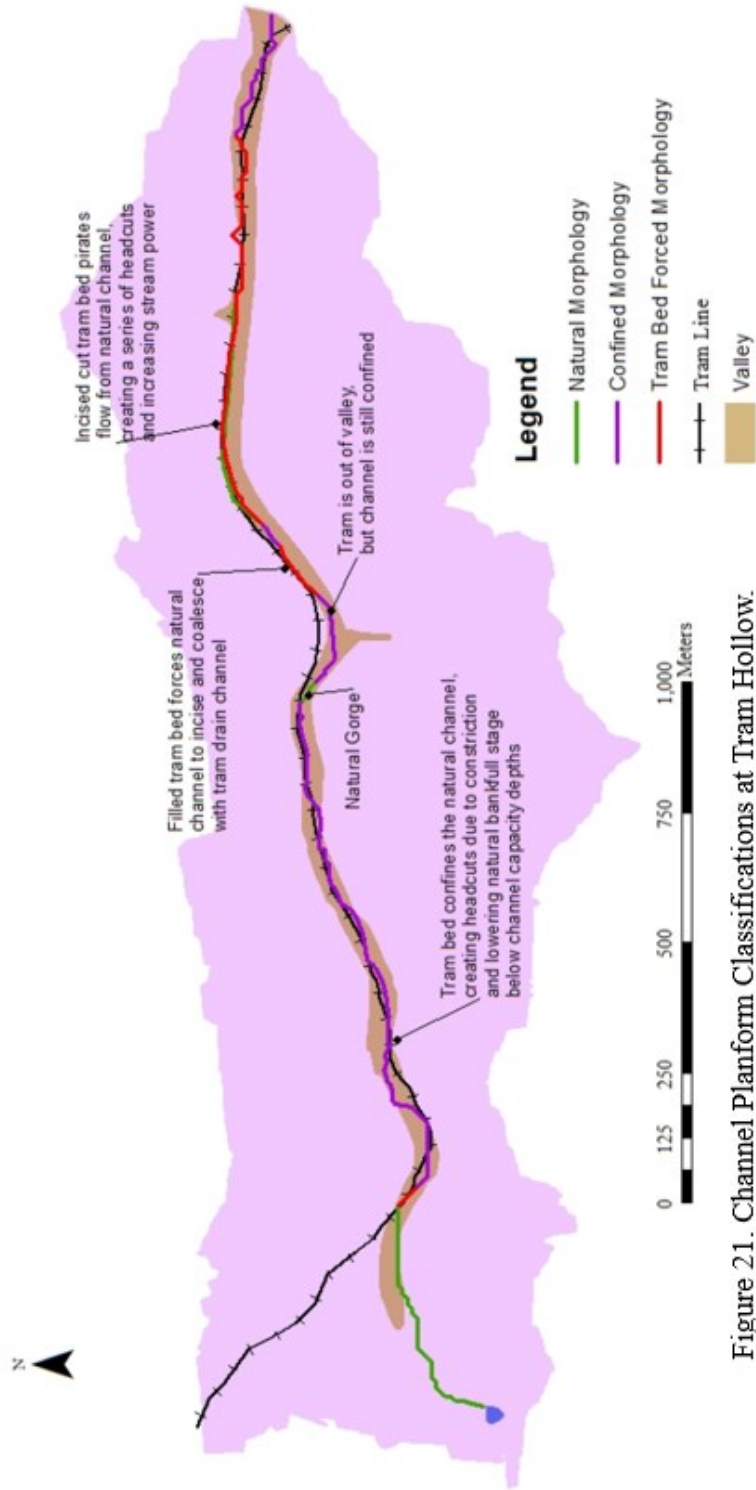 N
Incised cut tram bed pirates
flow from natural channel,
creating a series of headcuts
and increasing stream power
Filled tram bed forces natural
channel to incise and coalesce
with tram drain channel
Tram is out of valley,
but channel is still confined
Natural Gorge
Tram bed confines the natural channel,
creating headcuts due to constriction
and lowering natural bankfull stage
below channel capacity depths
Legend
Natural Morphology
Confined Morphology
Tram Bed Forced Morphology
Tram Line
Valley
0 125 250 500 750 1,000
Meters
Figure 21. Channel Planform Classifications at Tram Hollow.